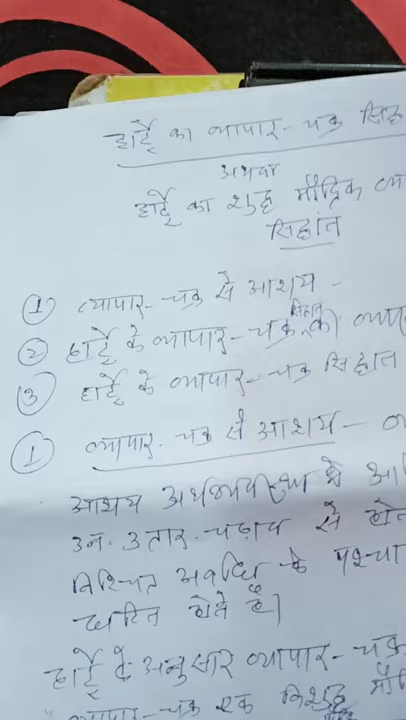 हार्ट्रे का व्यापार-चक्र
अथवा
हार्ट्रे का शुद्ध मौद्रिक
सिद्धांत
① व्यापार-चक्र से आशय -
② हार्ट्रे के व्यापार-चक्र सिद्धांत की
③ हार्ट्रे के व्यापार-चक्र सिद्धांत
① व्यापार-चक्र से आशय -
आशय अर्थव्यवस्था के
उन उतार-चढ़ाव से
निश्चित अवधि के
घटित होते हैं।
हार्ट्रे के अनुसार व्यापार-चक्र
व्यापार-चक्र एक विशुद्ध